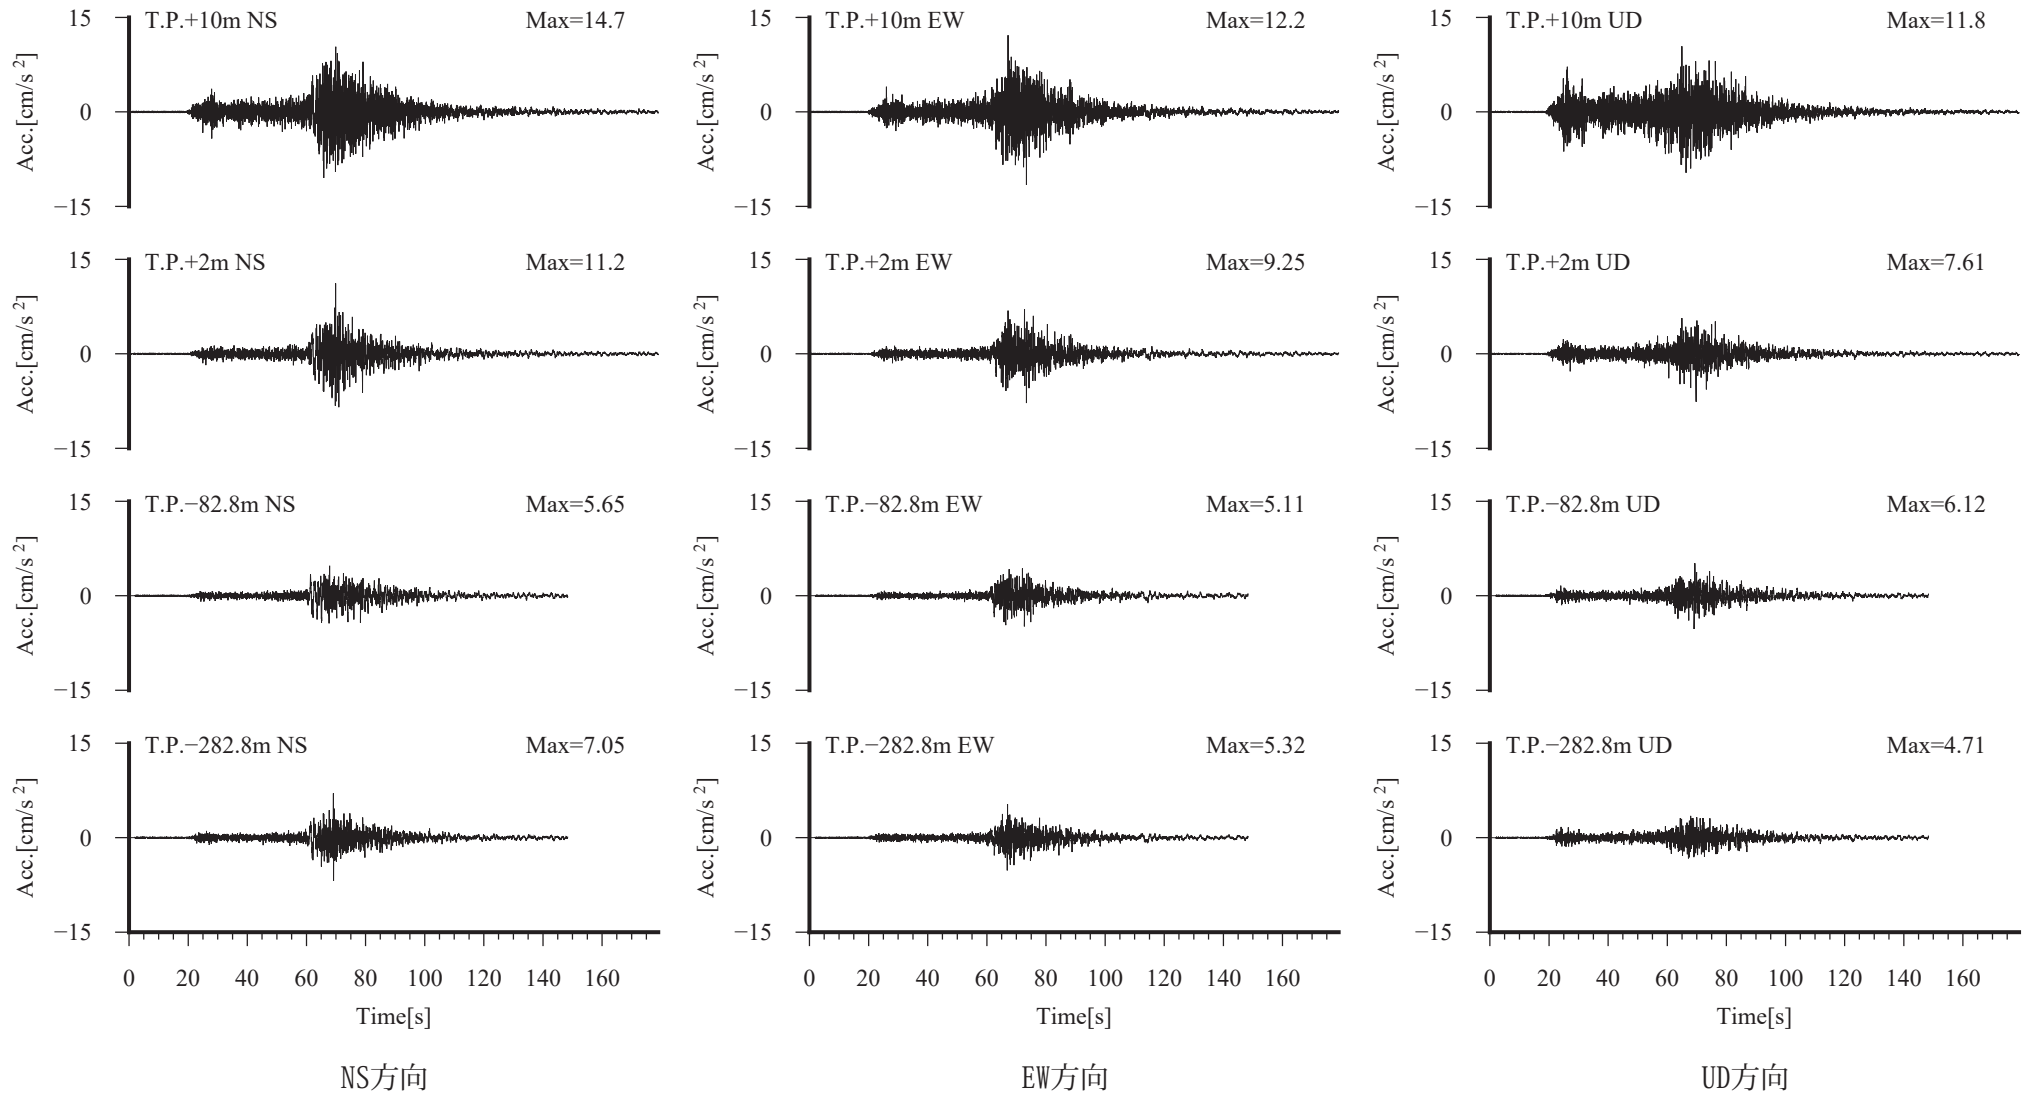 15
T.P.+10m NS
Max=14.7
Acc.[cm/s 2]
0
−15
15
T.P.+10m EW
Max=12.2
Acc.[cm/s 2]
0
−15
15
T.P.+10m UD
Max=11.8
Acc.[cm/s 2]
0
−15
15
T.P.+2m NS
Max=11.2
Acc.[cm/s 2]
0
−15
15
T.P.+2m EW
Max=9.25
Acc.[cm/s 2]
0
−15
15
T.P.+2m UD
Max=7.61
Acc.[cm/s 2]
0
−15
15
T.P.−82.8m NS
Max=5.65
Acc.[cm/s 2]
0
−15
15
T.P.−82.8m EW
Max=5.11
Acc.[cm/s 2]
0
−15
15
T.P.−82.8m UD
Max=6.12
Acc.[cm/s 2]
0
−15
15
T.P.−282.8m NS
Max=7.05
Acc.[cm/s 2]
0
−15
15
T.P.−282.8m EW
Max=5.32
Acc.[cm/s 2]
0
−15
15
T.P.−282.8m UD
Max=4.71
Acc.[cm/s 2]
0
−15
0 20 40 60 80 100 120 140 160
0 20 40 60 80 100 120 140 160
0 20 40 60 80 100 120 140 160
Time[s]
Time[s]
Time[s]
NS方向
EW方向
UD方向